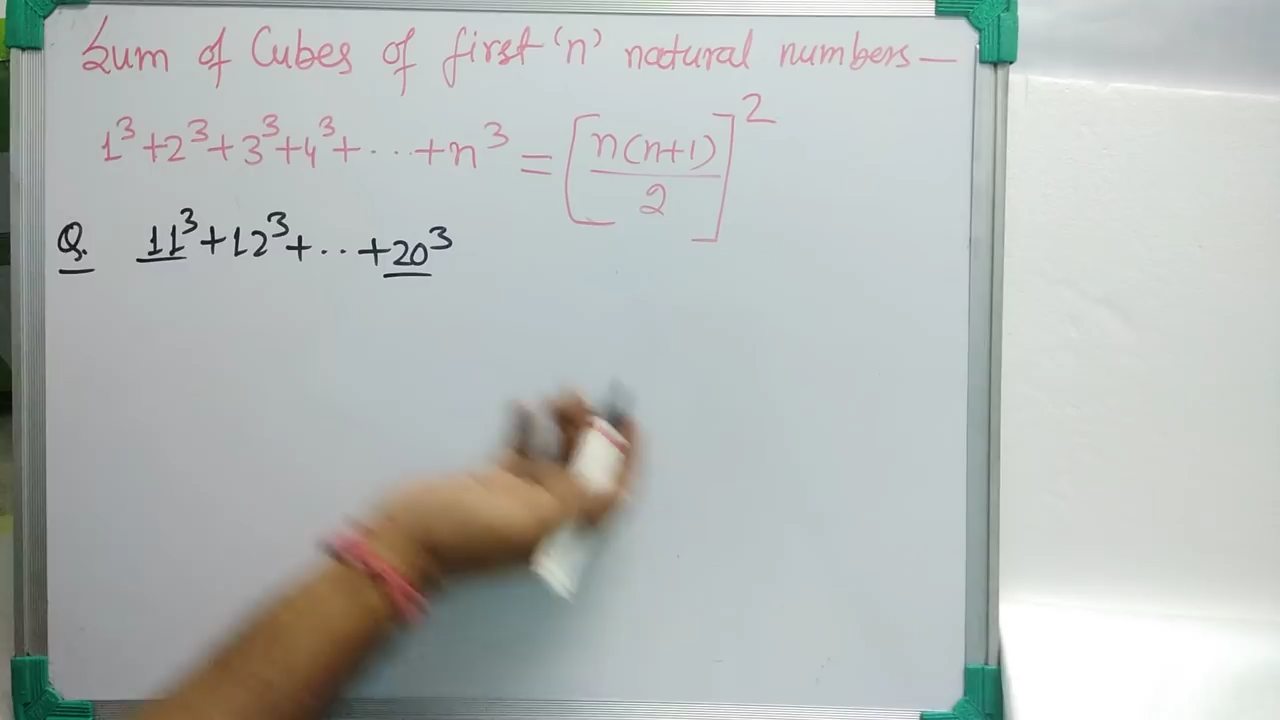 Sum of Cubes of first 'n' natural numbers —
1³+2³+3³+4³+...+n³ = [n(n+1)/2]²
Q. 11³+12³+..+20³